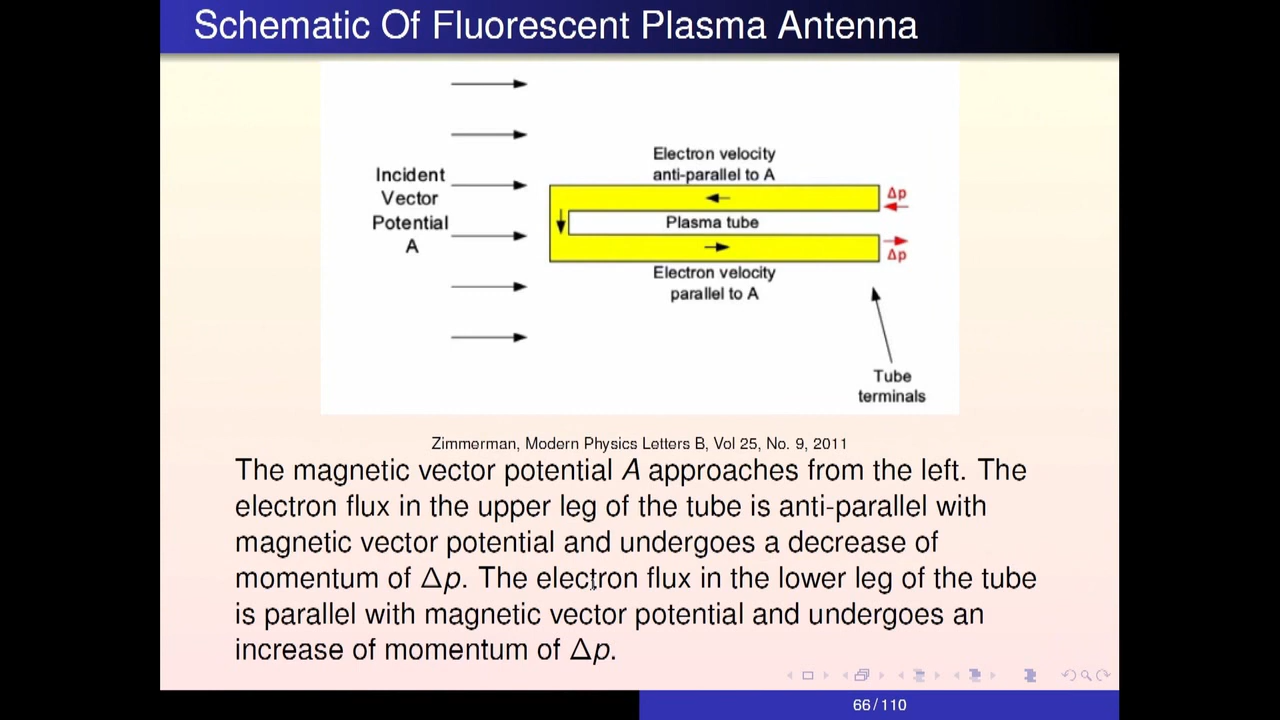 Schematic Of Fluorescent Plasma Antenna
Incident
Vector
Potential
A
Electron velocity
anti-parallel to A
Δp
Plasma tube
Δp
Electron velocity
parallel to A
Tube
terminals
Zimmerman, Modern Physics Letters B, Vol 25, No. 9, 2011
The magnetic vector potential A approaches from the left. The
electron flux in the upper leg of the tube is anti-parallel with
magnetic vector potential and undergoes a decrease of
momentum of Δp. The electron flux in the lower leg of the tube
is parallel with magnetic vector potential and undergoes an
increase of momentum of Δp.
66/110